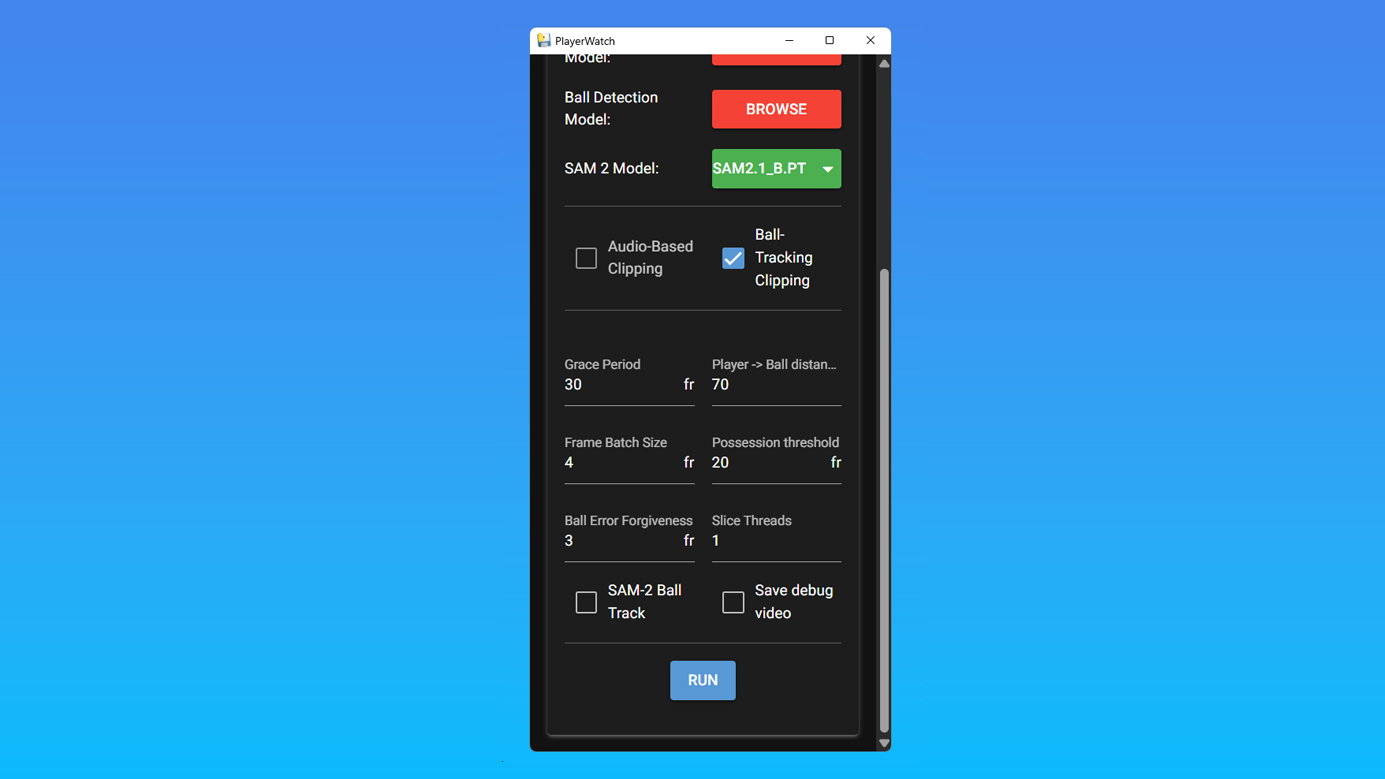 PlayerWatch
Model:
Ball Detection
Model:
BROWSE
SAM 2 Model:
SAM2.1_B.PT
Audio-Based
Clipping
Ball-
Tracking
Clipping
Grace Period
30 fr
Player -> Ball distan...
70
Frame Batch Size
4 fr
Possession threshold
20 fr
Ball Error Forgiveness
3 fr
Slice Threads
1
SAM-2 Ball
Track
Save debug
video
RUN